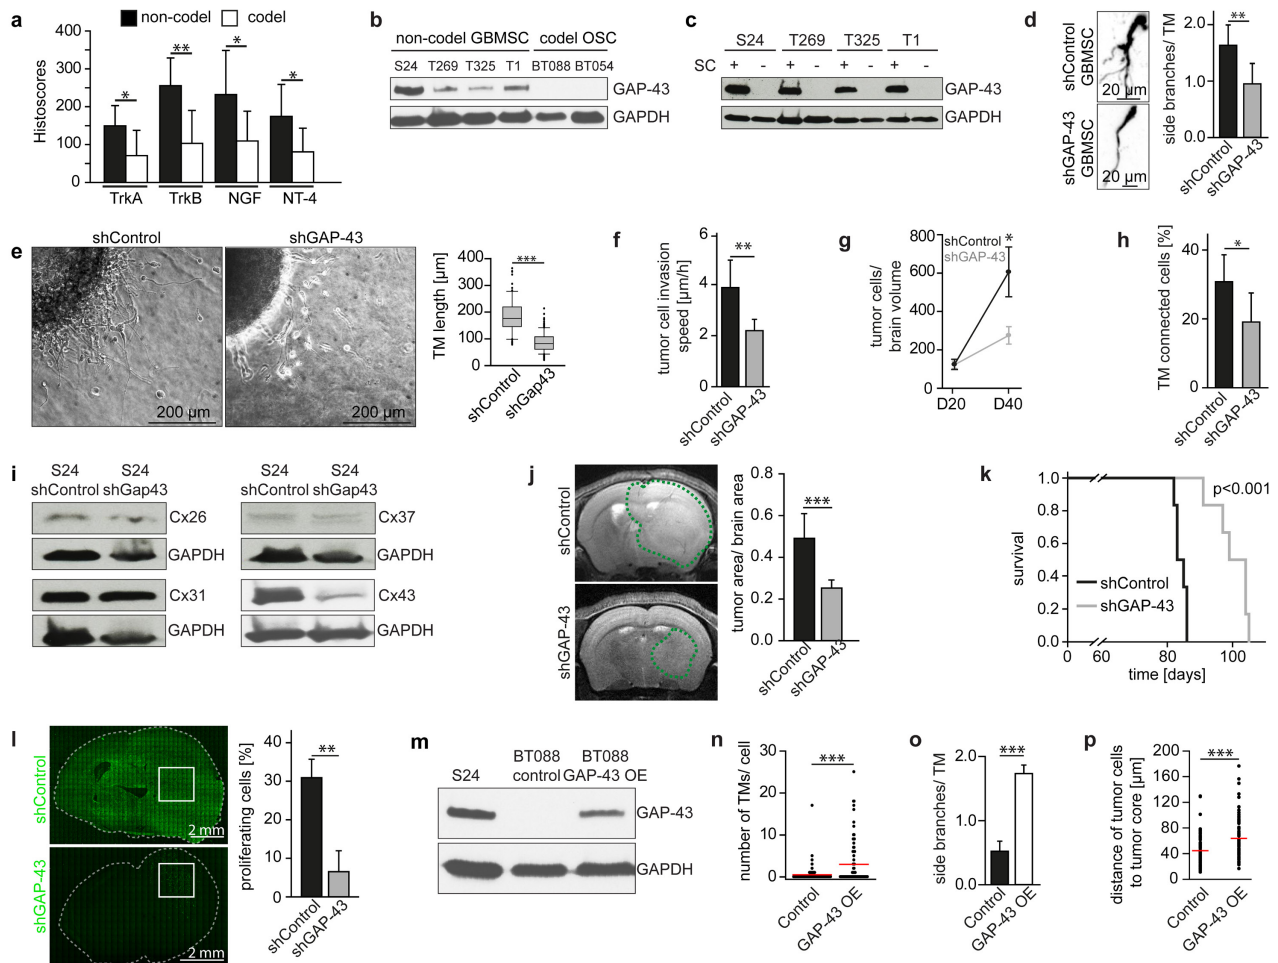 a
non-codel codel
Histoscores
400
300
200
100
0
* ** * *
TrkA TrkB NGF NT-4
b
non-codel GBMSC codel OSC
S24 T269 T325 T1 BT088 BT054
GAP-43
GAPDH
c
S24 T269 T325 T1
SC + - + - + - + -
GAP-43
GAPDH
d
shControl
GBMSC
20 µm
shGAP-43
GBMSC
20 µm
side branches/ TM
2.0
1.0
0.0
**
shControl
shGAP-43
e
shControl shGAP-43
200 µm 200 µm
TM length [µm]
400
300
200
100
0
***
shControl
shGap43
f
tumor cell invasion
speed [µm/h]
6
4
2
0
**
shControl
shGAP-43
g
tumor cells/
brain volume
800
600
400
200
0
shControl *
shGAP-43
D20 D40
h
TM connected cells [%]
40
20
0
*
shControl
shGAP-43
i
S24 S24
shControl shGap43
Cx26
GAPDH
Cx31
GAPDH
S24 S24
shControl shGap43
Cx37
GAPDH
Cx43
GAPDH
j
shControl
shGAP-43
tumor area/ brain area
0.8
0.6
0.4
0.2
0.0
***
shControl
shGAP-43
k
survival
1.0
0.8
0.6
0.4
0.2
0.0
p<0.001
shControl
shGAP-43
0 60 80 100
time [days]
l
shControl
2 mm
shGAP-43
2 mm
proliferating cells [%]
40
30
20
10
0
**
shControl
shGAP-43
m
BT088 BT088
S24 control GAP-43 OE
GAP-43
GAPDH
n
number of TMs/ cell
30
20
10
0
***
Control
GAP-43 OE
o
side branches/ TM
2.0
1.0
0.0
***
Control
GAP-43 OE
p
distance of tumor cells
to tumor core [µm]
200
160
120
80
40
0
***
Control
GAP-43 OE